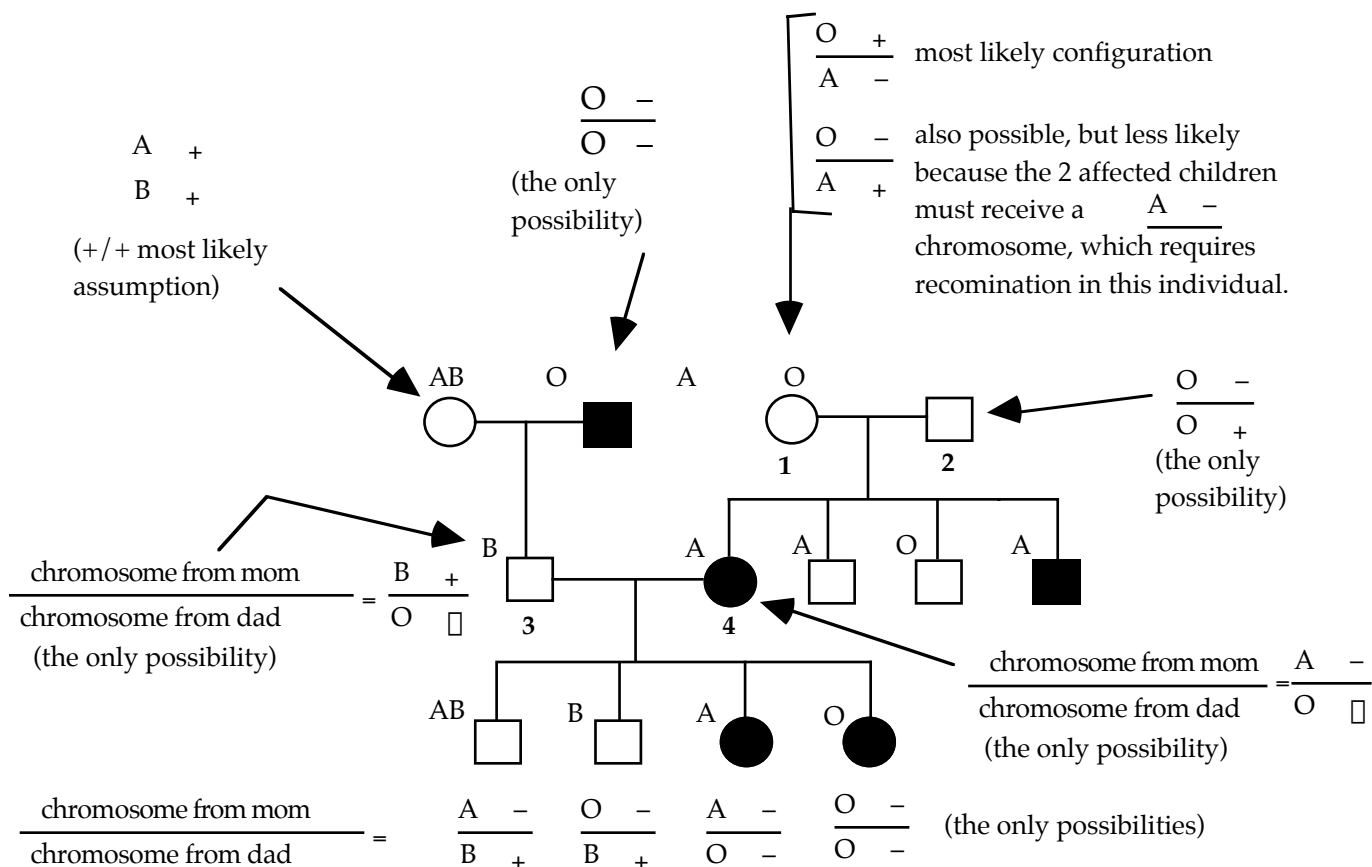 O +
A – most likely configuration
O –
A + also possible, but less likely
because the 2 affected children
must receive a A –
chromosome, which requires
recomination in this individual.
O –
O –
(the only
possibility)
A +
B +
(+/+ most likely
assumption)
AB O A O
1 2
O –
O +
(the only
possibility)
B A A O A
3 4
chromosome from mom
chromosome from dad
= B +
O ▯
(the only possibility)
chromosome from mom
chromosome from dad
= A –
O ▯
(the only possibility)
AB B A O
chromosome from mom
chromosome from dad
=
A – O – A – O –
B + B + O – O –
(the only possibilities)